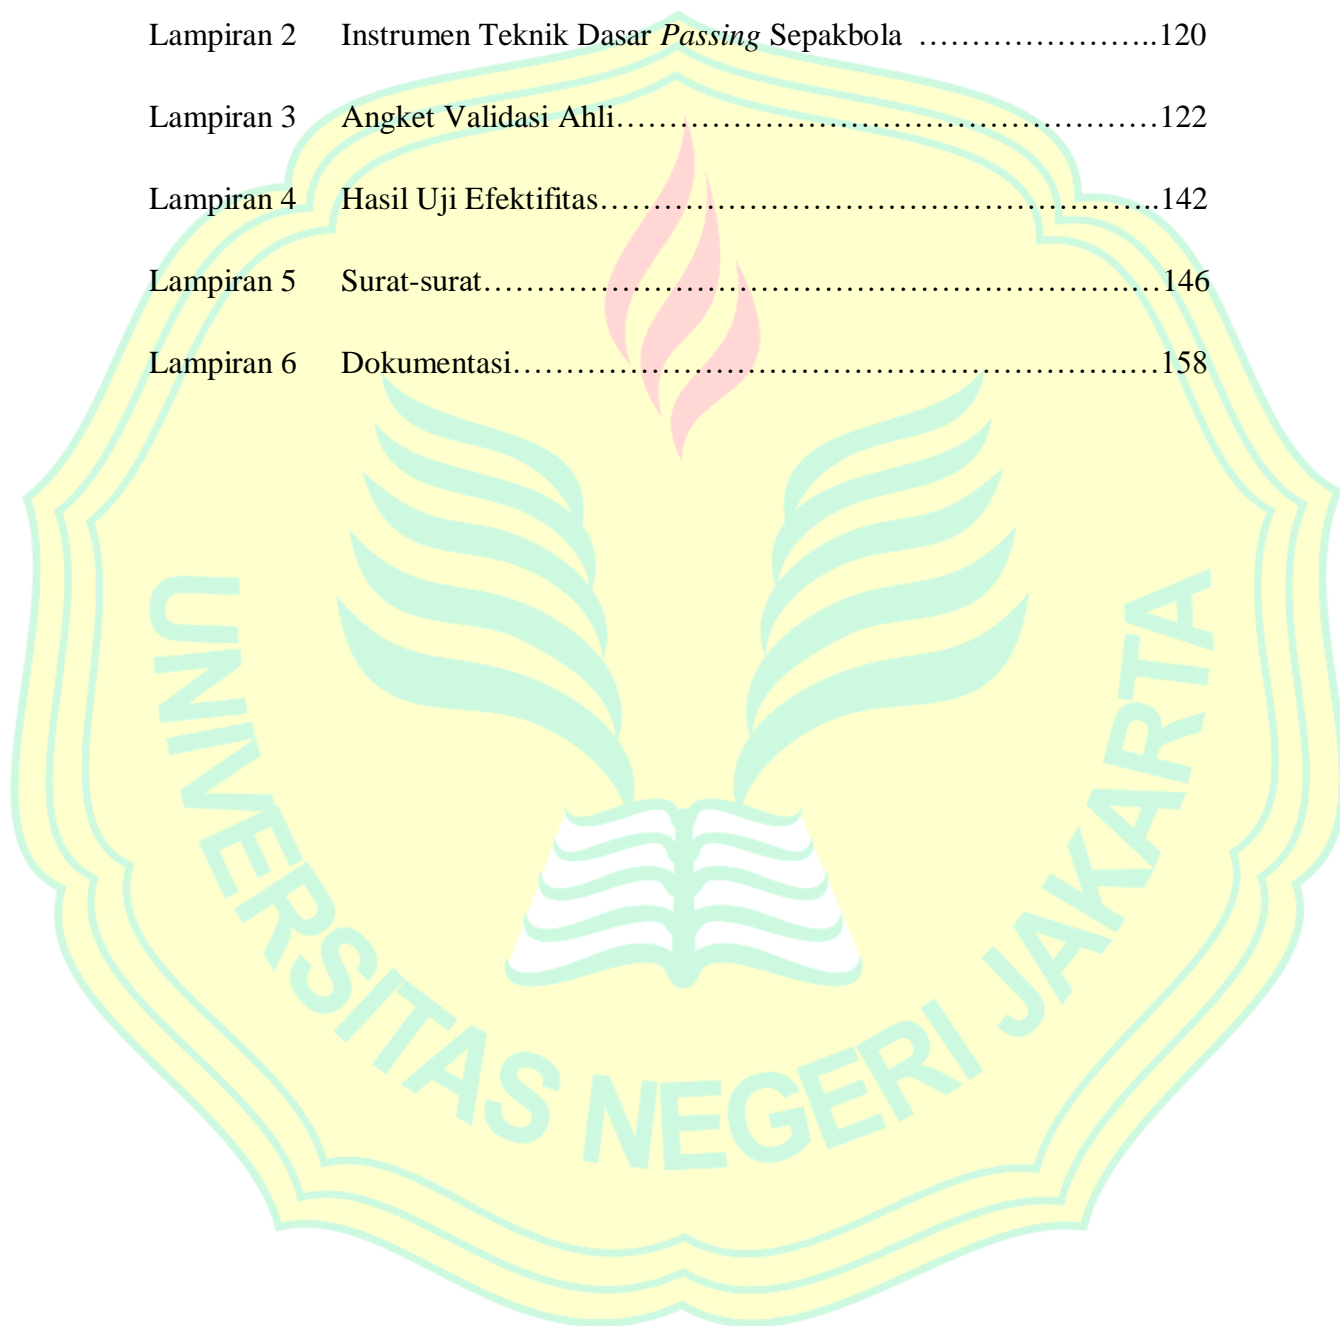 Lampiran 2 Instrumen Teknik Dasar Passing Sepakbola …………………..120
Lampiran 3 Angket Validasi Ahli……………………………………………122
Lampiran 4 Hasil Uji Efektifitas……………………………………………..142
Lampiran 5 Surat-surat……………………………………………………….146
Lampiran 6 Dokumentasi…………………………………………………….158
UNIVERSITAS NEGERI JAKARTA